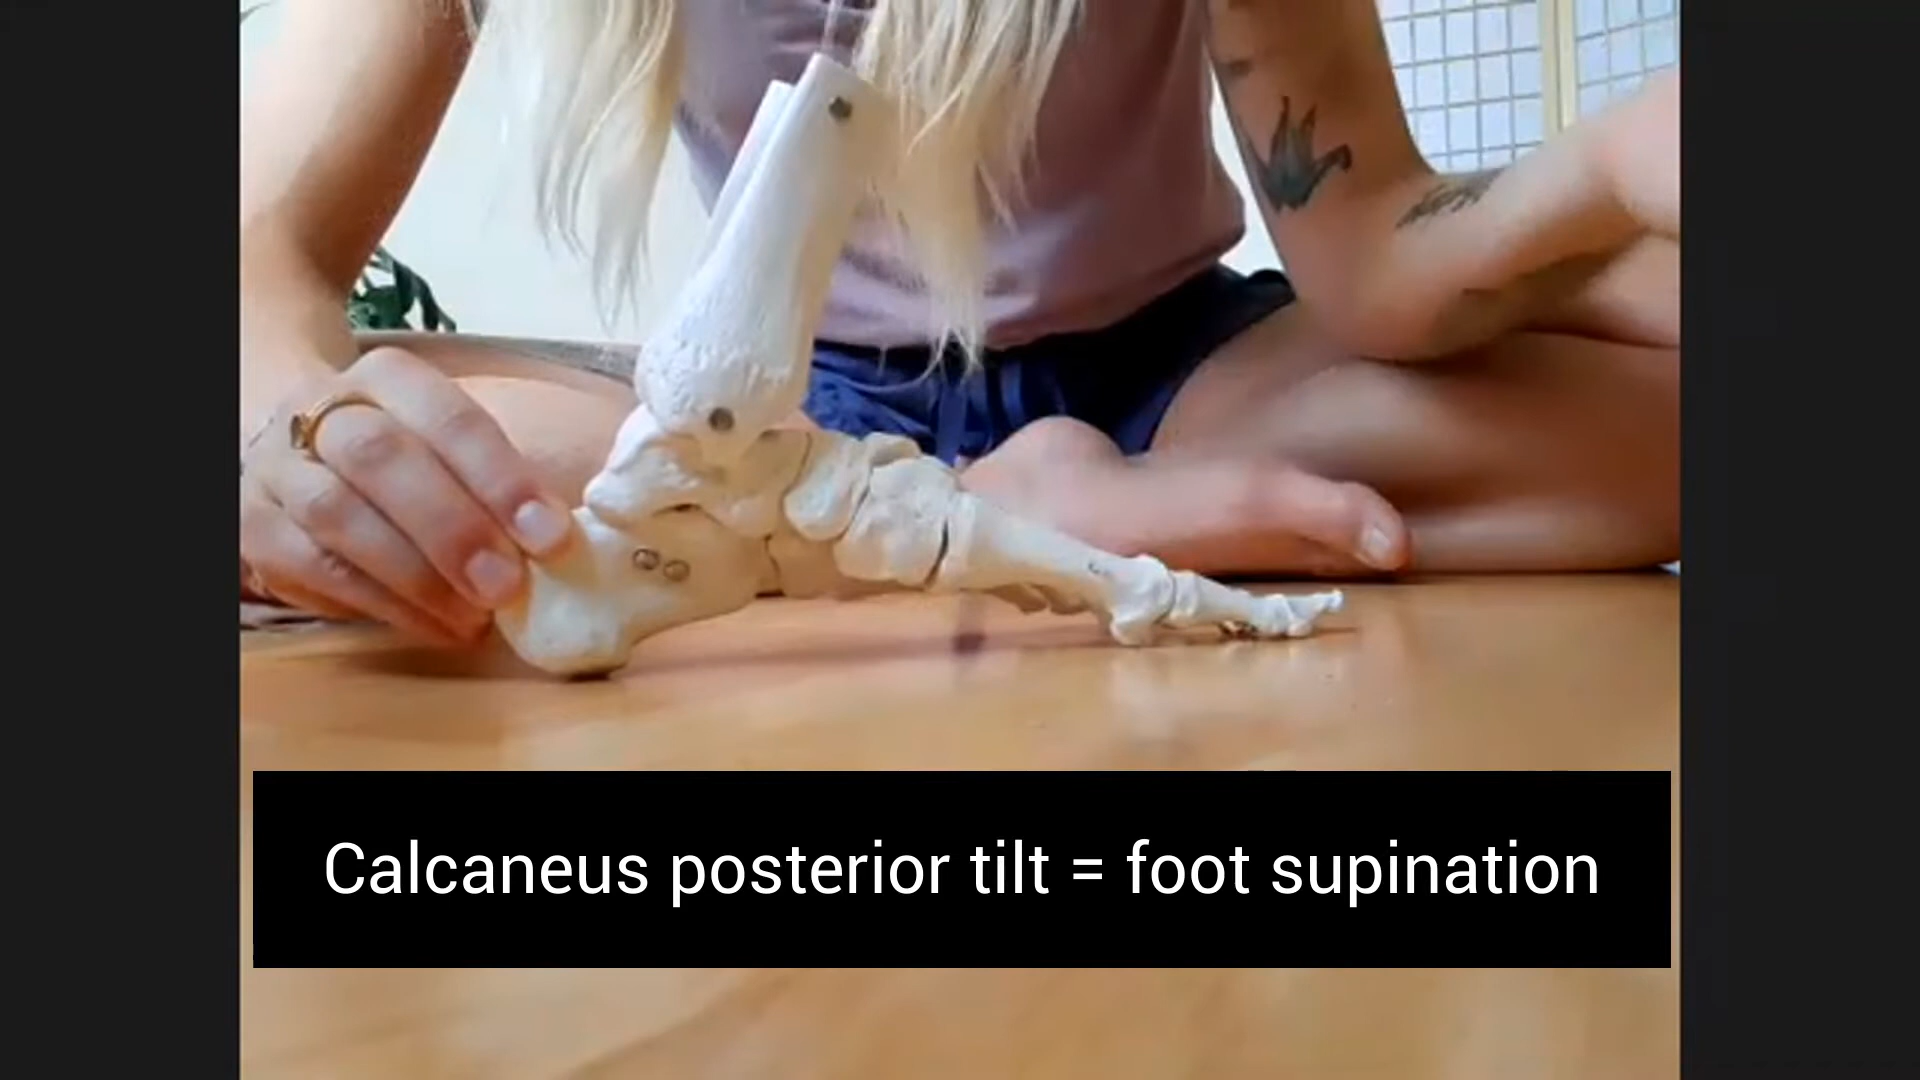 Calcaneus posterior tilt = foot supination